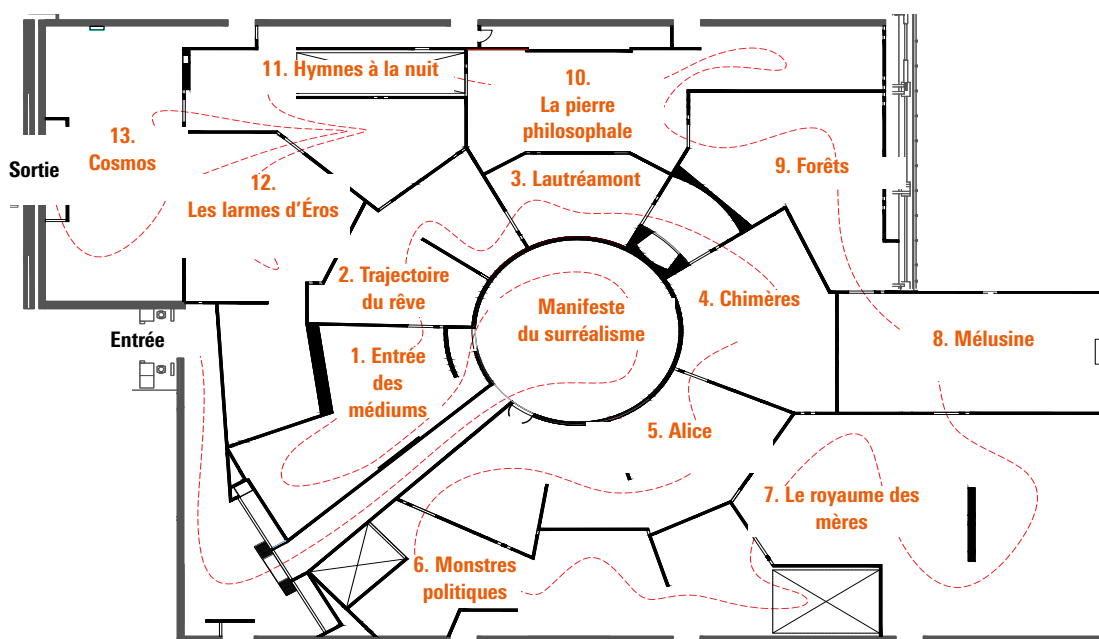 11. Hymnes à la nuit
10.
La pierre
philosophale
13.
Cosmos
Sortie
12.
Les larmes d’Éros
3. Lautréamont
9. Forêts
2. Trajectoire
du rêve
Manifeste
du surréalisme
4. Chimères
Entrée
1. Entrée
des
médiums
8. Mélusine
5. Alice
7. Le royaume des
mères
6. Monstres
politiques